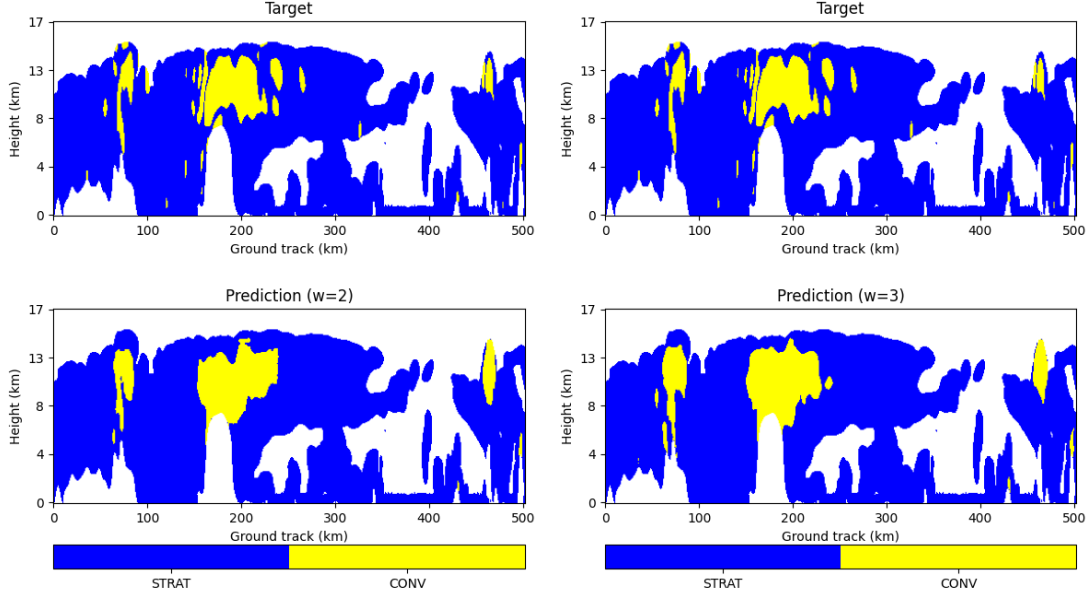 Target
Target
17
13
8
4
0
Height (km)
0 100 200 300 400 500
Ground track (km)
17
13
8
4
0
Height (km)
0 100 200 300 400 500
Ground track (km)
Prediction (w=2)
Prediction (w=3)
17
13
8
4
0
Height (km)
0 100 200 300 400 500
Ground track (km)
17
13
8
4
0
Height (km)
0 100 200 300 400 500
Ground track (km)
STRAT CONV
STRAT CONV